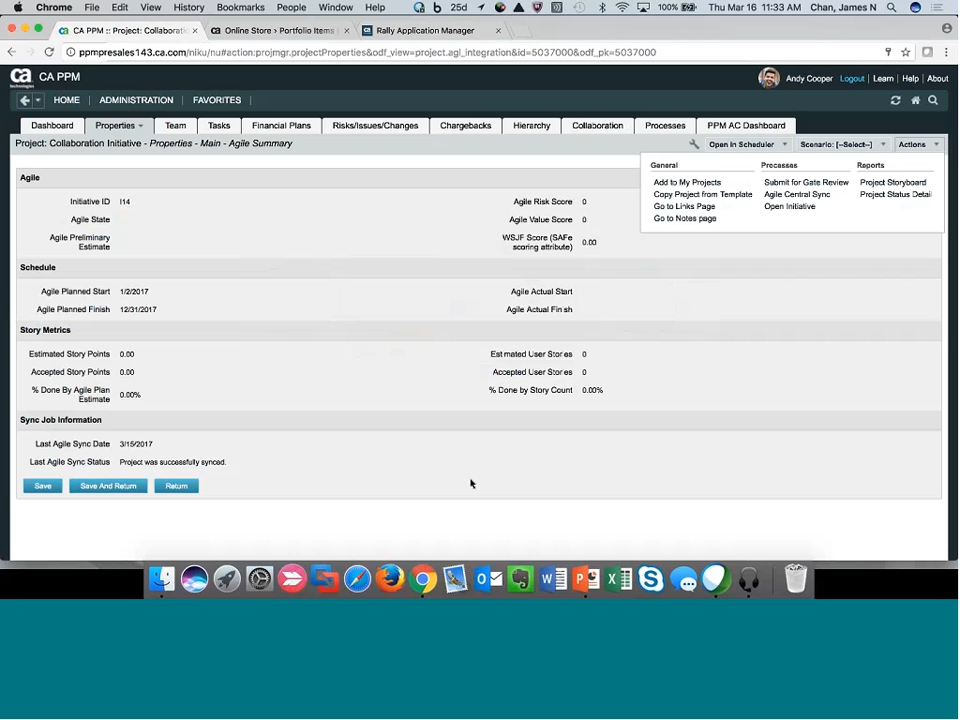 Chrome File Edit View History Bookmarks People Window Help 25d 100% Thu Mar 16 11:33 AM Chan, James N
CA PPM :: Project: Collaborati × Online Store › Portfolio Items × Rally Application Manager ×
ppmpresales143.ca.com/niku/nu#action:projmgr.projectProperties&odf_view=project.agl_integration&id=5037000&odf_pk=5037000
ca technologies CA PPM Andy Cooper Logout Learn Help About
HOME ADMINISTRATION FAVORITES
Dashboard Properties Team Tasks Financial Plans Risks/Issues/Changes Chargebacks Hierarchy Collaboration Processes PPM AC Dashboard
Project: Collaboration Initiative - Properties - Main - Agile Summary Open in Scheduler Scenario: [--Select--] Actions
General Processes Reports
Add to My Projects Submit for Gate Review Project Storyboard
Copy Project from Template Agile Central Sync Project Status Detail
Go to Links Page Open Initiative
Go to Notes page
Agile
Initiative ID I14 Agile Risk Score 0
Agile State Agile Value Score 0
Agile Preliminary Estimate WSJF Score (SAFe scoring attribute) 0.00
Schedule
Agile Planned Start 1/2/2017 Agile Actual Start
Agile Planned Finish 12/31/2017 Agile Actual Finish
Story Metrics
Estimated Story Points 0.00 Estimated User Stories 0
Accepted Story Points 0.00 Accepted User Stories 0
% Done By Agile Plan Estimate 0.00% % Done by Story Count 0.00%
Sync Job Information
Last Agile Sync Date 3/15/2017
Last Agile Sync Status Project was successfully synced.
Save Save And Return Return